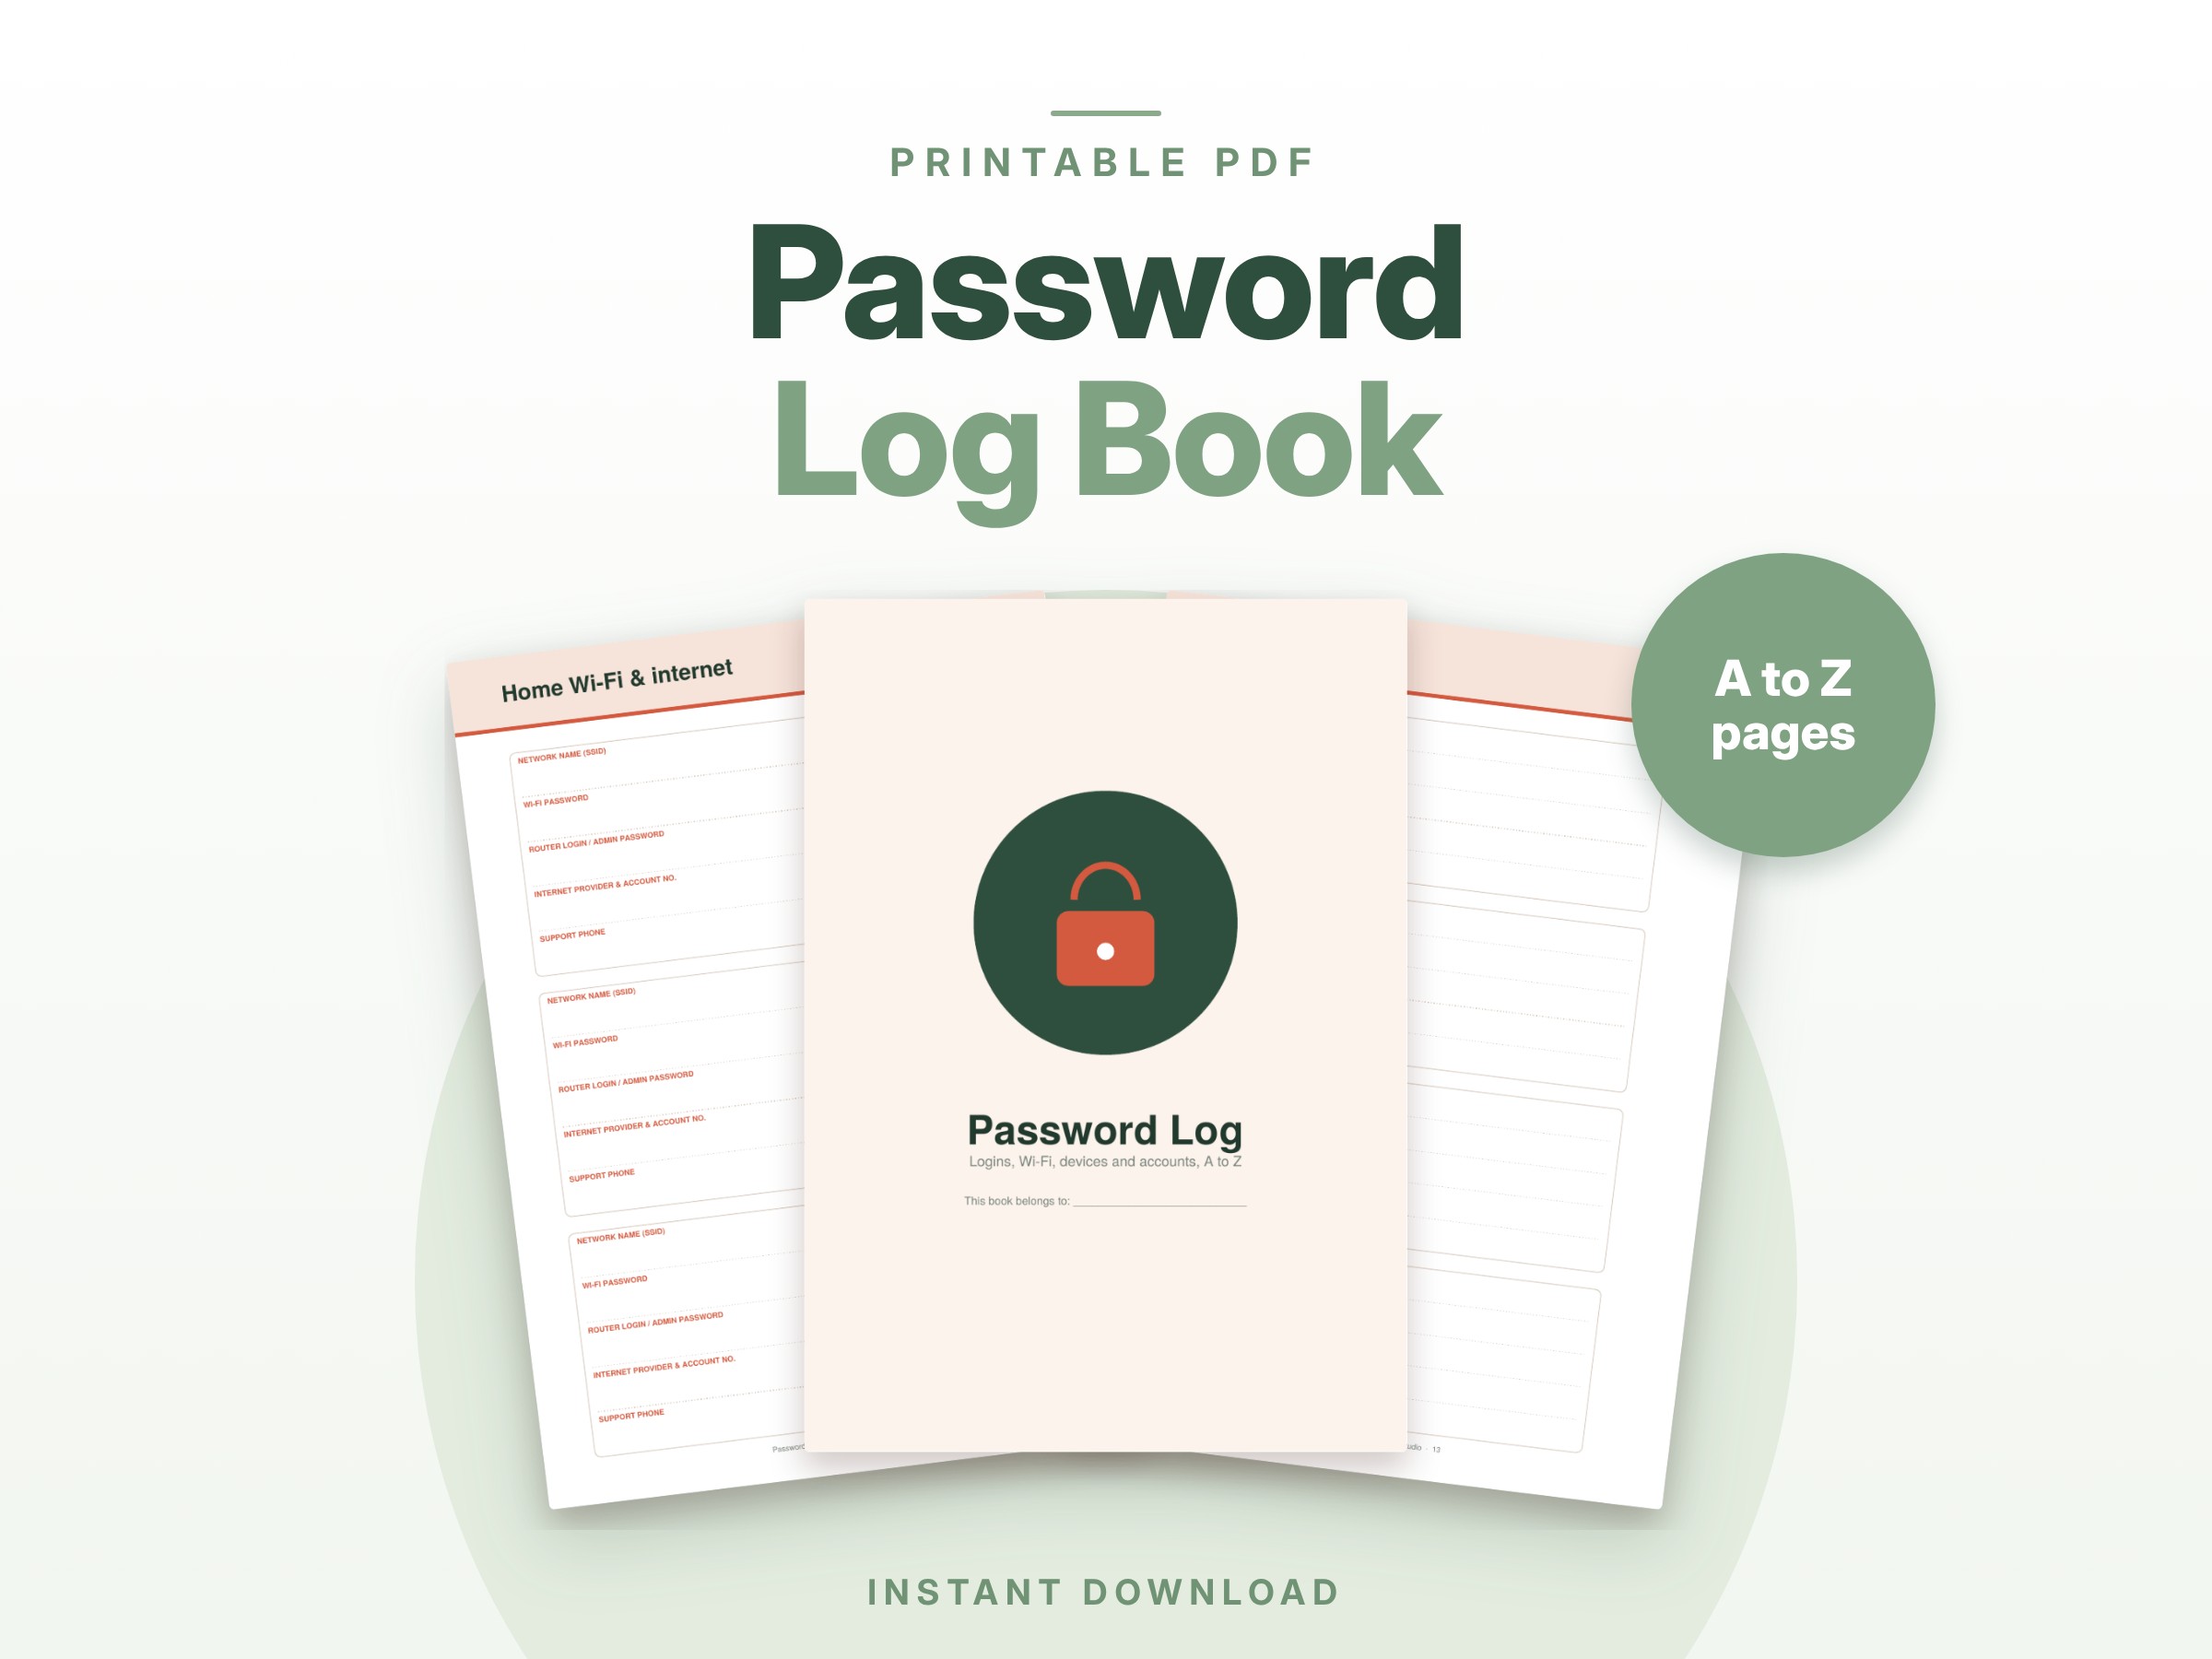 PRINTABLE PDF
Password
Log Book
A to Z
pages
Home Wi-Fi & internet
NETWORK NAME (SSID)
WI-FI PASSWORD
ROUTER LOGIN / ADMIN PASSWORD
INTERNET PROVIDER & ACCOUNT NO.
SUPPORT PHONE
NETWORK NAME (SSID)
WI-FI PASSWORD
ROUTER LOGIN / ADMIN PASSWORD
INTERNET PROVIDER & ACCOUNT NO.
SUPPORT PHONE
NETWORK NAME (SSID)
WI-FI PASSWORD
ROUTER LOGIN / ADMIN PASSWORD
INTERNET PROVIDER & ACCOUNT NO.
SUPPORT PHONE
Password
Password Log
Logins, Wi-Fi, devices and accounts, A to Z
This book belongs to:
13
INSTANT DOWNLOAD